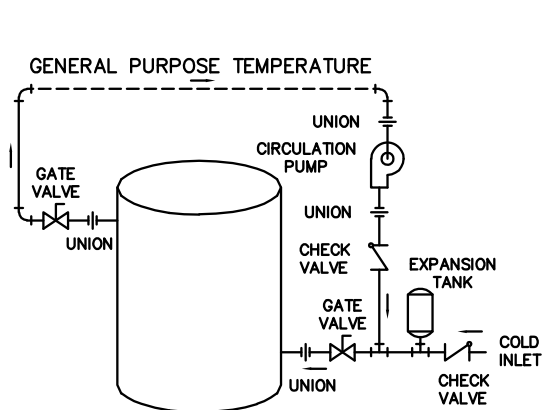 GENERAL PURPOSE TEMPERATURE
UNION
CIRCULATION
PUMP
GATE
VALVE
UNION
UNION
CHECK
VALVE
EXPANSION
TANK
GATE
VALVE
COLD
INLET
UNION
CHECK
VALVE